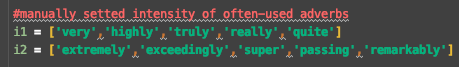 #manually setted intensity of often-used adverbs
i1 = ['very','highly','truly','really','quite']
i2 = ['extremely','exceedingly','super','passing','remarkably']